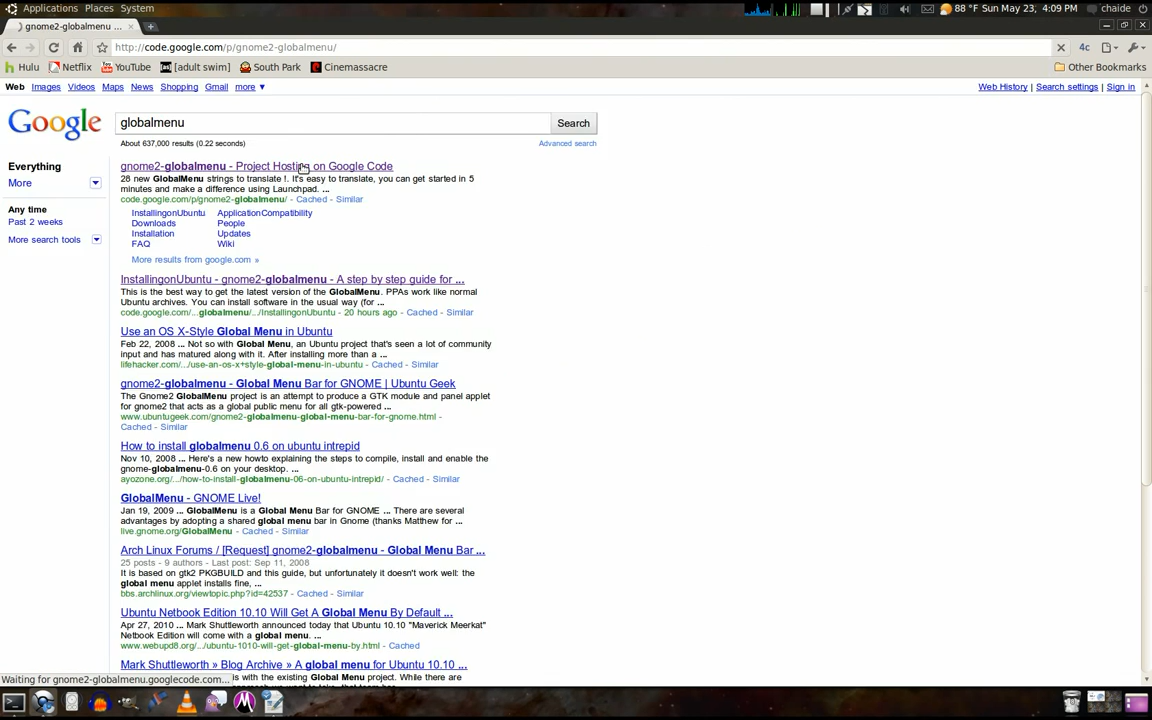 Applications Places System
88 °F Sun May 23, 4:09 PM chaide
gnome2-globalmenu ...
http://code.google.com/p/gnome2-globalmenu/
4c
Hulu Netflix YouTube [adult swim] South Park Cinemassacre Other Bookmarks
Web Images Videos Maps News Shopping Gmail more ▼ Web History | Search settings | Sign in
Google
globalmenu Search
About 637,000 results (0.22 seconds) Advanced search
Everything
More
Any time
Past 2 weeks
More search tools
gnome2-globalmenu - Project Hosting on Google Code
28 new GlobalMenu strings to translate !. It's easy to translate, you can get started in 5
minutes and make a difference using Launchpad. ...
code.google.com/p/gnome2-globalmenu/ - Cached - Similar
InstallingonUbuntu ApplicationCompatibility
Downloads People
Installation Updates
FAQ Wiki
More results from google.com »
InstallingonUbuntu - gnome2-globalmenu - A step by step guide for ...
This is the best way to get the latest version of the GlobalMenu. PPAs work like normal
Ubuntu archives. You can install software in the usual way (for ...
code.google.com/...globalmenu/.../InstallingonUbuntu - 20 hours ago - Cached - Similar
Use an OS X-Style Global Menu in Ubuntu
Feb 22, 2008 ... Not so with Global Menu, an Ubuntu project that's seen a lot of community
input and has matured along with it. After installing more than a ...
lifehacker.com/.../use-an-os-x+style-global-menu-in-ubuntu - Cached - Similar
gnome2-globalmenu - Global Menu Bar for GNOME | Ubuntu Geek
The Gnome2 GlobalMenu project is an attempt to produce a GTK module and panel applet
for gnome2 that acts as a global public menu for all gtk-powered ...
www.ubuntugeek.com/gnome2-globalmenu-global-menu-bar-for-gnome.html -
Cached - Similar
How to install globalmenu 0.6 on ubuntu intrepid
Nov 10, 2008 ... Here's a new howto explaining the steps to compile, install and enable the
gnome-globalmenu-0.6 on your desktop. ...
ayozone.org/.../how-to-install-globalmenu-06-on-ubuntu-intrepid/ - Cached - Similar
GlobalMenu - GNOME Live!
Jan 19, 2009 ... GlobalMenu is a Global Menu Bar for GNOME ... There are several
advantages by adopting a shared global menu bar in Gnome (thanks Matthew for ...
live.gnome.org/GlobalMenu - Cached - Similar
Arch Linux Forums / [Request] gnome2-globalmenu - Global Menu Bar ...
25 posts - 9 authors - Last post: Sep 11, 2008
It is based on gtk2 PKGBUILD and this guide, but unfortunately it doesn't work well: the
global menu applet installs fine, ...
bbs.archlinux.org/viewtopic.php?id=42537 - Cached - Similar
Ubuntu Netbook Edition 10.10 Will Get A Global Menu By Default ...
Apr 27, 2010 ... Mark Shuttleworth announced today that Ubuntu 10.10 "Maverick Meerkat"
Netbook Edition will come with a global menu. ...
www.webupd8.org/.../ubuntu-1010-will-get-global-menu-by.html - Cached
Mark Shuttleworth » Blog Archive » A global menu for Ubuntu 10.10 ...
is with the existing Global Menu project. While there are
Waiting for gnome2-globalmenu.googlecode.com...